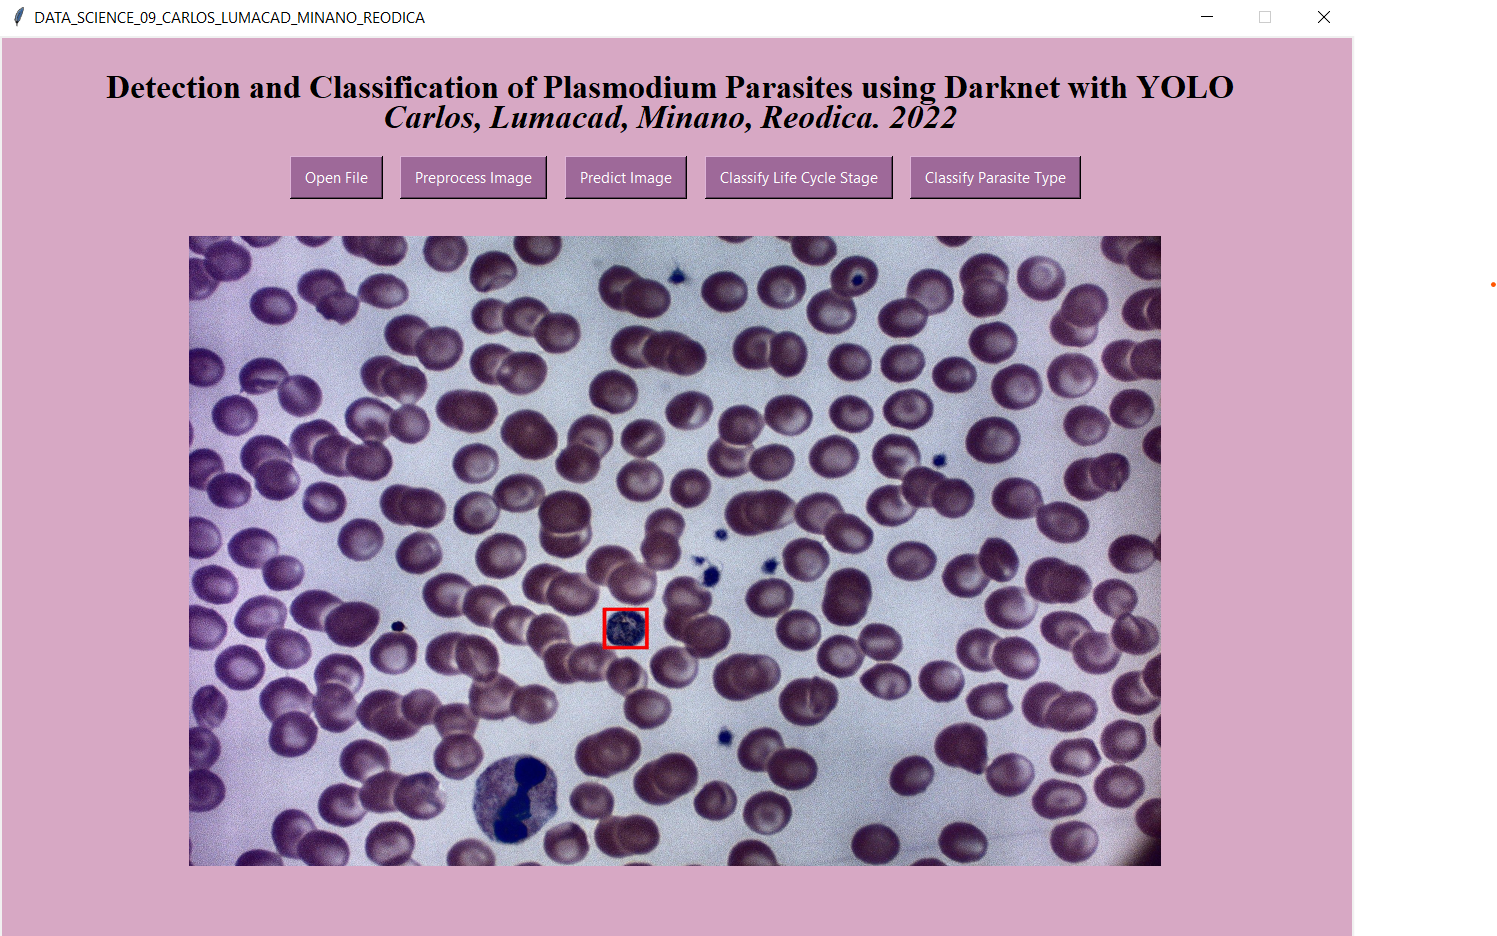 DATA_SCIENCE_09_CARLOS_LUMACAD_MINANO_REODICA
Detection and Classification of Plasmodium Parasites using Darknet with YOLO
Carlos, Lumacad, Minano, Reodica. 2022
Open File
Preprocess Image
Predict Image
Classify Life Cycle Stage
Classify Parasite Type